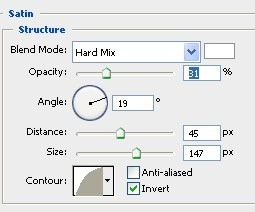 Satin
Structure
Blend Mode: Hard Mix
Opacity: 31 %
Angle: 19 °
Distance: 45 px
Size: 147 px
Contour: Anti-aliased
Invert